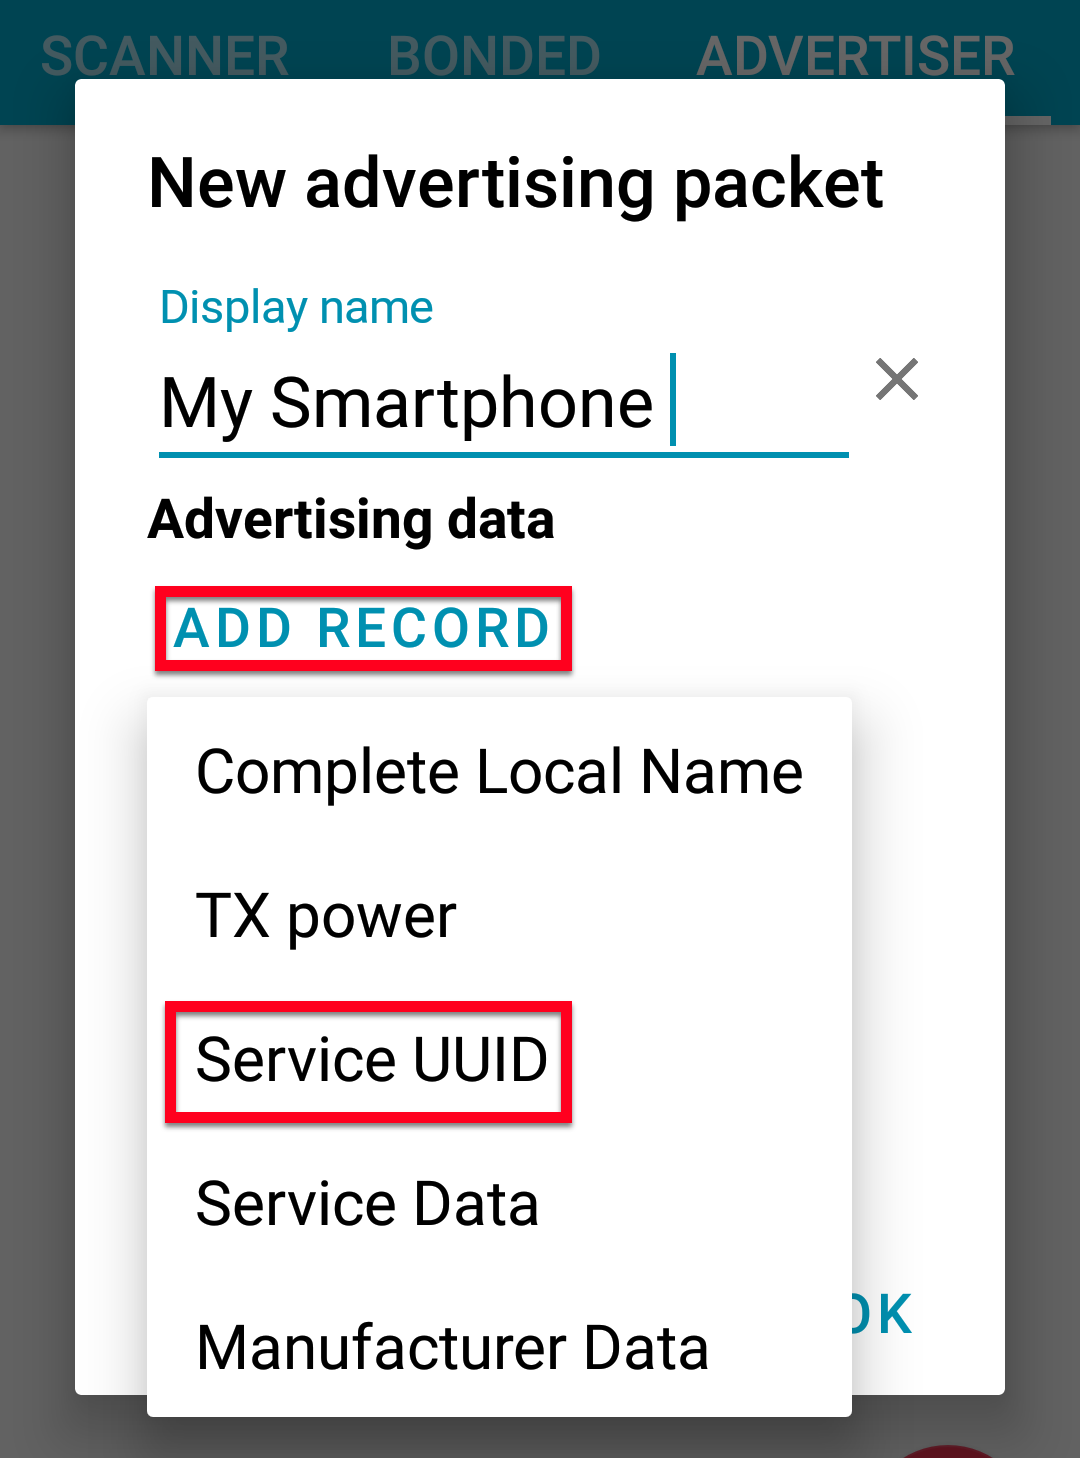 SCANNER BONDED ADVERTISER
New advertising packet
Display name
My Smartphone
Advertising data
ADD RECORD
Complete Local Name
TX power
Service UUID
Service Data
OK
Manufacturer Data